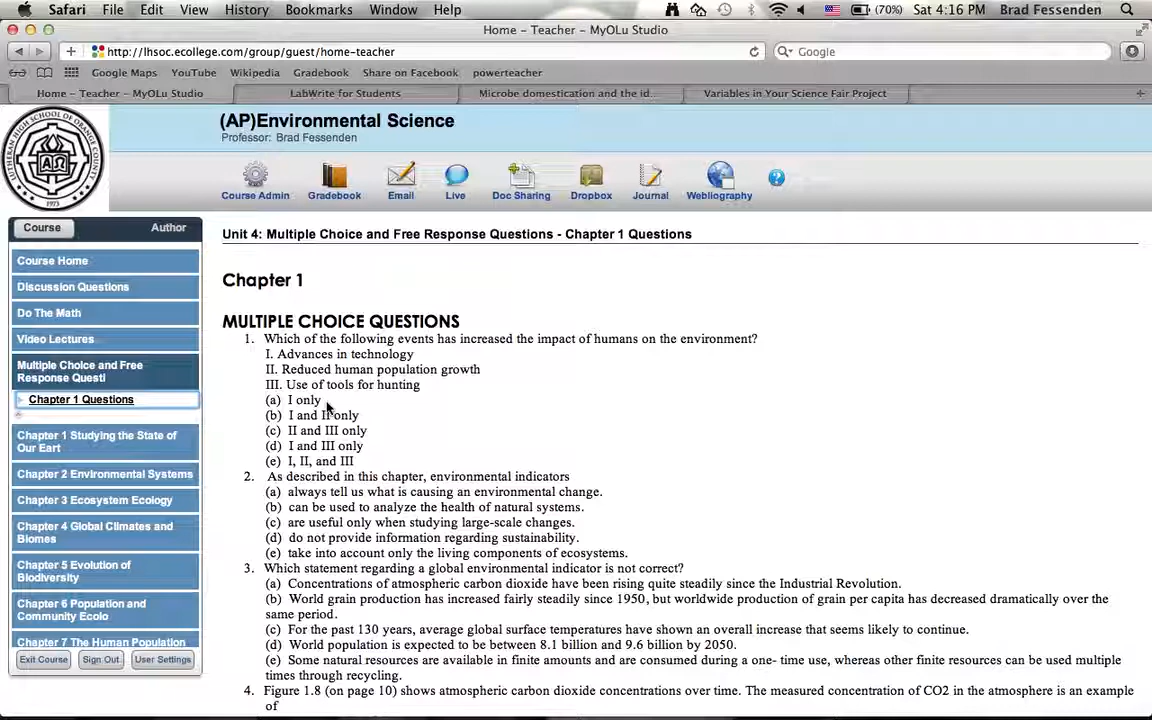 Safari File Edit View History Bookmarks Window Help (70%) Sat 4:16 PM Brad Fessenden
Home – Teacher – MyOLu Studio
http://lhsoc.ecollege.com/group/guest/home-teacher
Google
Google Maps YouTube Wikipedia Gradebook Share on Facebook powerteacher
Home – Teacher – MyOLu Studio LabWrite for Students Microbe domestication and the id... Variables in Your Science Fair Project
LUTHERAN HIGH SCHOOL OF ORANGE COUNTY
ΑΩ
1973
(AP)Environmental Science
Professor: Brad Fessenden
Course Admin Gradebook Email Live Doc Sharing Dropbox Journal Webliography
Course Author
Course Home
Discussion Questions
Do The Math
Video Lectures
Multiple Choice and Free
Response Questi
Chapter 1 Questions
Chapter 1 Studying the State of
Our Eart
Chapter 2 Environmental Systems
Chapter 3 Ecosystem Ecology
Chapter 4 Global Climates and
Biomes
Chapter 5 Evolution of
Biodiversity
Chapter 6 Population and
Community Ecolo
Chapter 7 The Human Population
Exit Course Sign Out User Settings
Unit 4: Multiple Choice and Free Response Questions - Chapter 1 Questions
Chapter 1
MULTIPLE CHOICE QUESTIONS
1. Which of the following events has increased the impact of humans on the environment?
I. Advances in technology
II. Reduced human population growth
III. Use of tools for hunting
(a) I only
(b) I and II only
(c) II and III only
(d) I and III only
(e) I, II, and III
2. As described in this chapter, environmental indicators
(a) always tell us what is causing an environmental change.
(b) can be used to analyze the health of natural systems.
(c) are useful only when studying large-scale changes.
(d) do not provide information regarding sustainability.
(e) take into account only the living components of ecosystems.
3. Which statement regarding a global environmental indicator is not correct?
(a) Concentrations of atmospheric carbon dioxide have been rising quite steadily since the Industrial Revolution.
(b) World grain production has increased fairly steadily since 1950, but worldwide production of grain per capita has decreased dramatically over the
same period.
(c) For the past 130 years, average global surface temperatures have shown an overall increase that seems likely to continue.
(d) World population is expected to be between 8.1 billion and 9.6 billion by 2050.
(e) Some natural resources are available in finite amounts and are consumed during a one- time use, whereas other finite resources can be used multiple
times through recycling.
4. Figure 1.8 (on page 10) shows atmospheric carbon dioxide concentrations over time. The measured concentration of CO2 in the atmosphere is an example
of